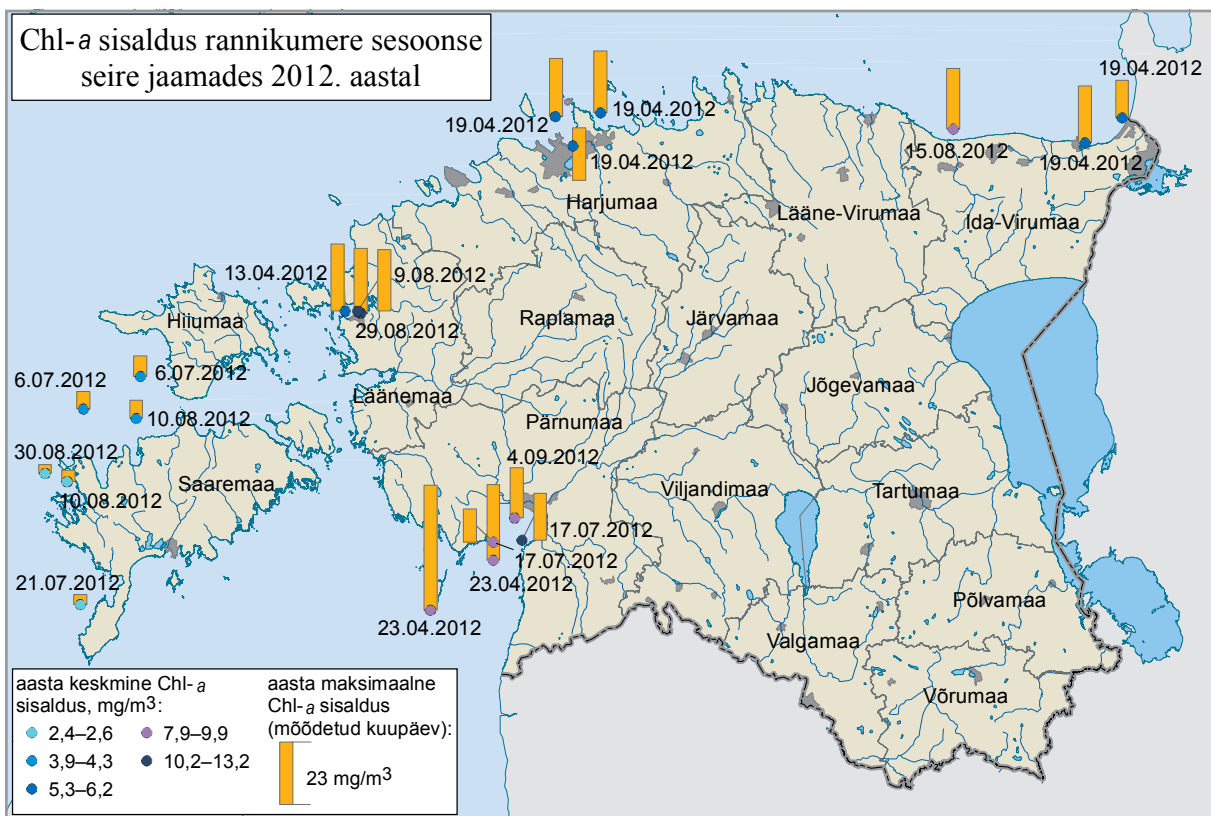 Chl-a sisaldus rannikumere sesoonse
seire jaamades 2012. aastal
19.04.2012
19.04.2012
19.04.2012
19.04.2012
15.08.2012
19.04.2012
Harjumaa
Lääne-Virumaa
Ida-Virumaa
13.04.2012
9.08.2012
29.08.2012
Hiiumaa
Raplamaa
Järvamaa
6.07.2012
6.07.2012
Jõgevamaa
Läänemaa
10.08.2012
Pärnumaa
30.08.2012
4.09.2012
10.08.2012
Saaremaa
Viljandimaa
Tartumaa
17.07.2012
17.07.2012
23.04.2012
21.07.2012
23.04.2012
Põlvamaa
Valgamaa
Võrumaa
aasta keskmine Chl-a
sisaldus, mg/m³:
2,4–2,6
3,9–4,3
5,3–6,2
7,9–9,9
10,2–13,2
aasta maksimaalne
Chl-a sisaldus
(mõõdetud kuupäev):
23 mg/m³